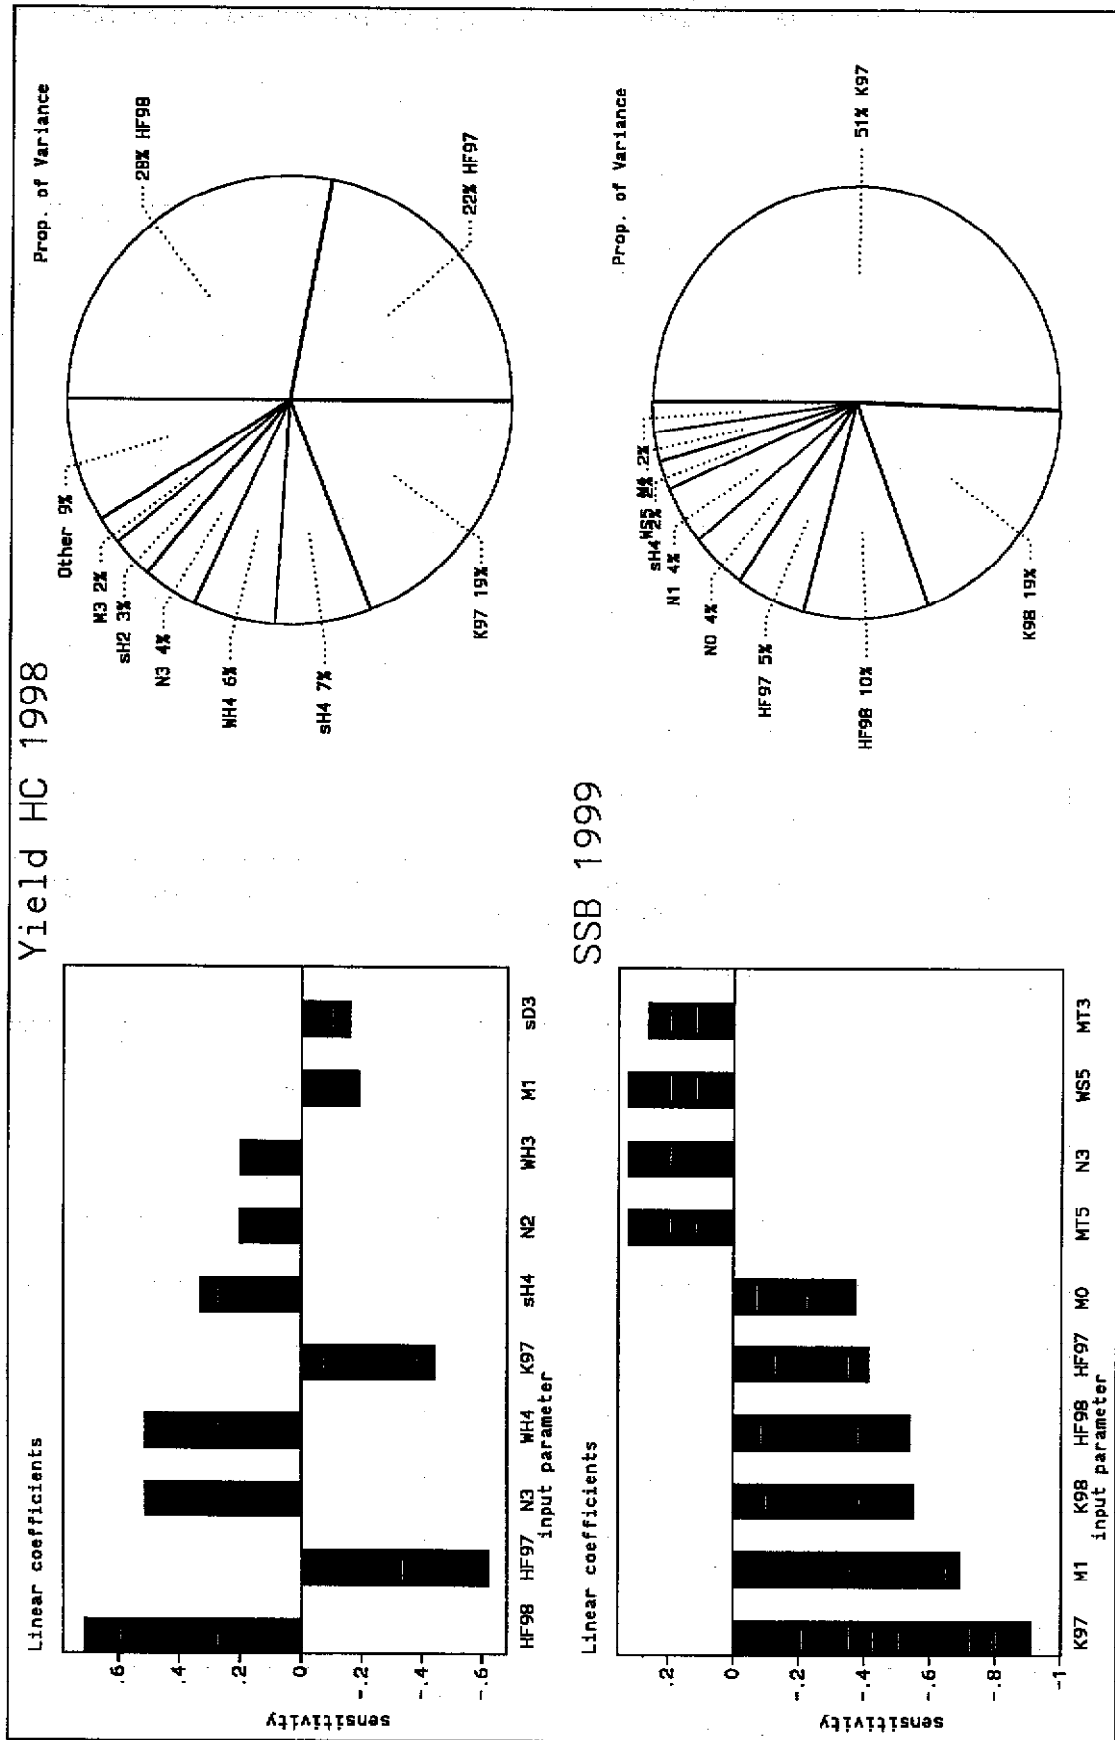 Yield HC 1998
Linear coefficients
sensitivity
.6
.4
.2
0
-.2
-.4
-.6
HF98 HF97 N3 WH4 K97 sH4 N2 WH3 M1 sD3
input parameter
Prop. of Variance
28% HF98
22% HF97
K97 19%
sH4 7%
WH4 6%
N3 4%
sH2 3%
M3 2%
Other 9%
SSB 1999
Linear coefficients
sensitivity
.2
0
-.2
-.4
-.6
-.8
-1
K97 M1 K98 HF98 HF97 M0 MT5 N3 WS5 MT3
input parameter
Prop. of Variance
51% K97
K98 19%
HF98 10%
HF97 5%
N0 4%
N1 4%
sH4 2%
WS5
2%